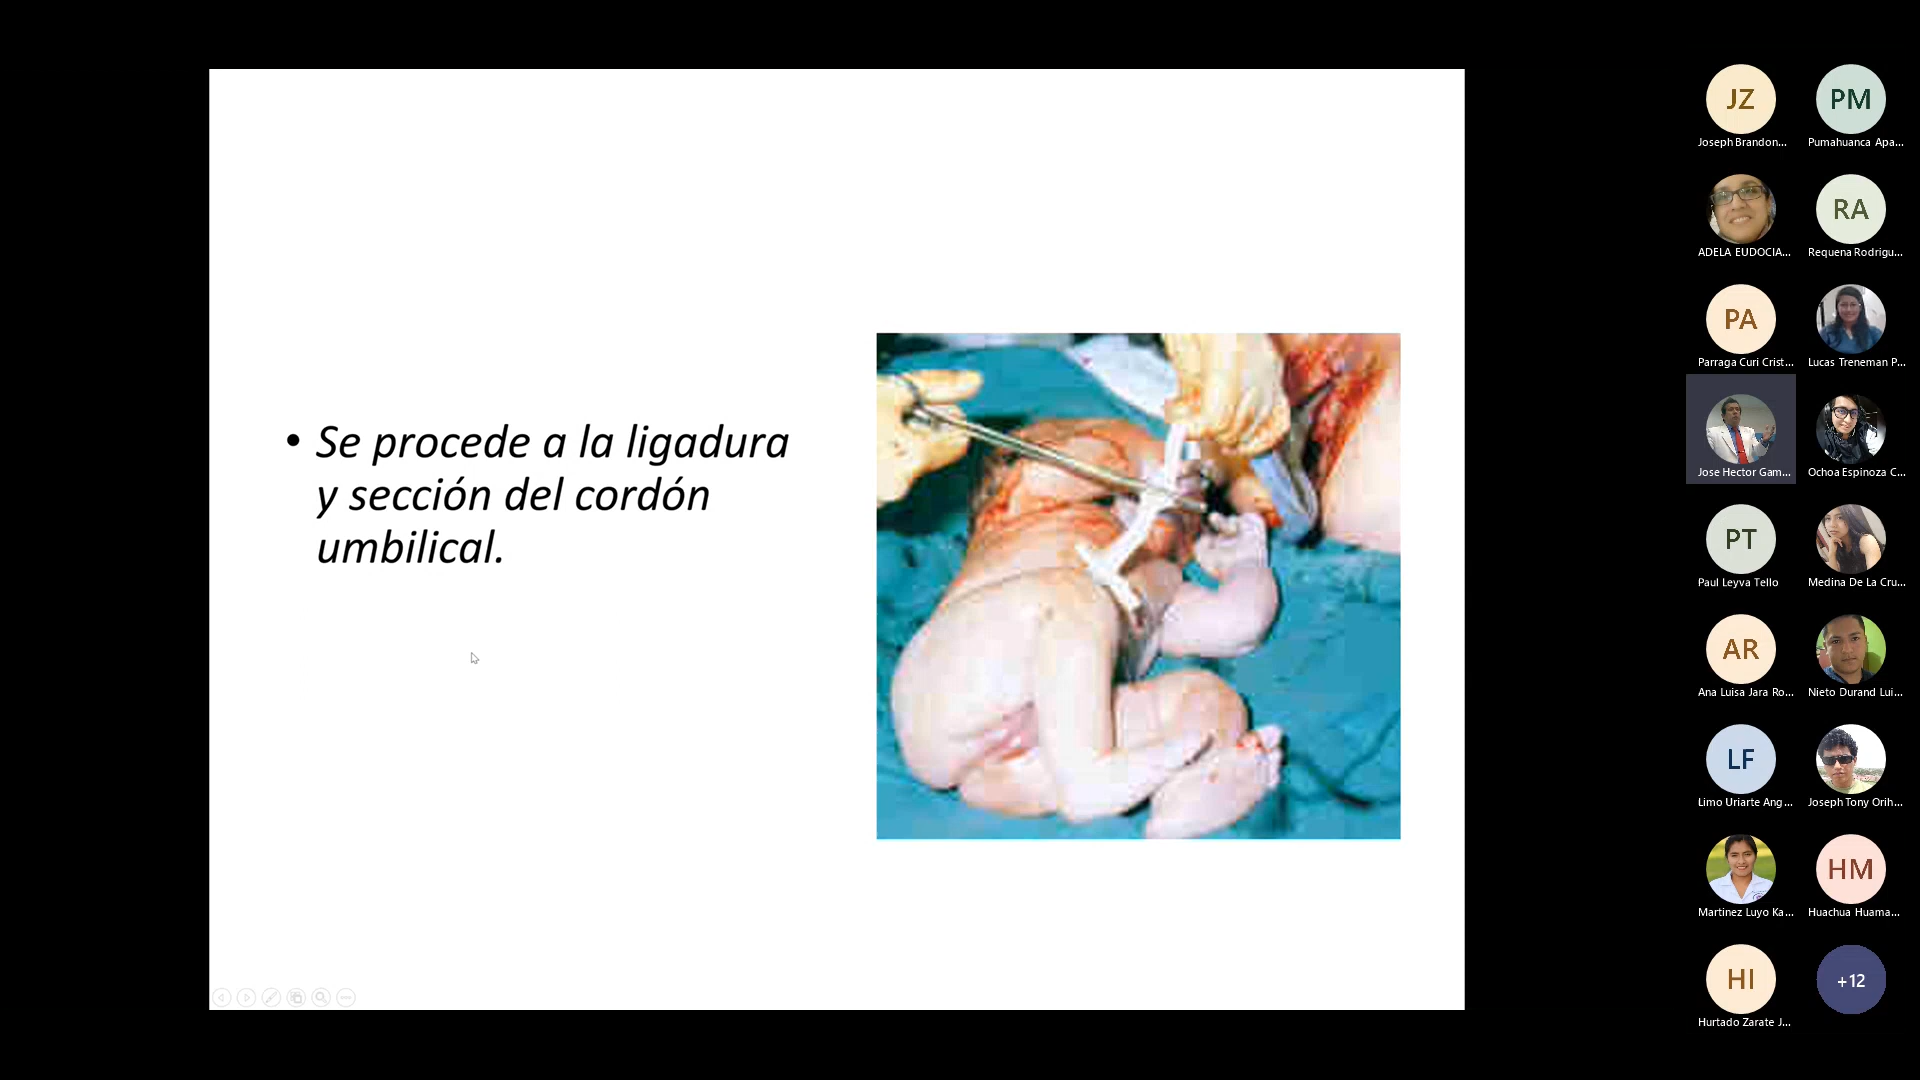 • Se procede a la ligadura
y sección del cordón
umbilical.
JZ
Joseph Brandon...
PM
Pumahuanca Apa...
ADELA EUDOCIA...
RA
Requena Rodrigu...
PA
Parraga Curi Crist...
Lucas Treneman P...
Jose Hector Gam...
Ochoa Espinoza C...
PT
Paul Leyva Tello
Medina De La Cru...
AR
Ana Luisa Jara Ro...
Nieto Durand Lui...
LF
Limo Uriarte Ang...
Joseph Tony Orih...
Martinez Luyo Ka...
HM
Huachua Huama...
HI
Hurtado Zarate J...
+12